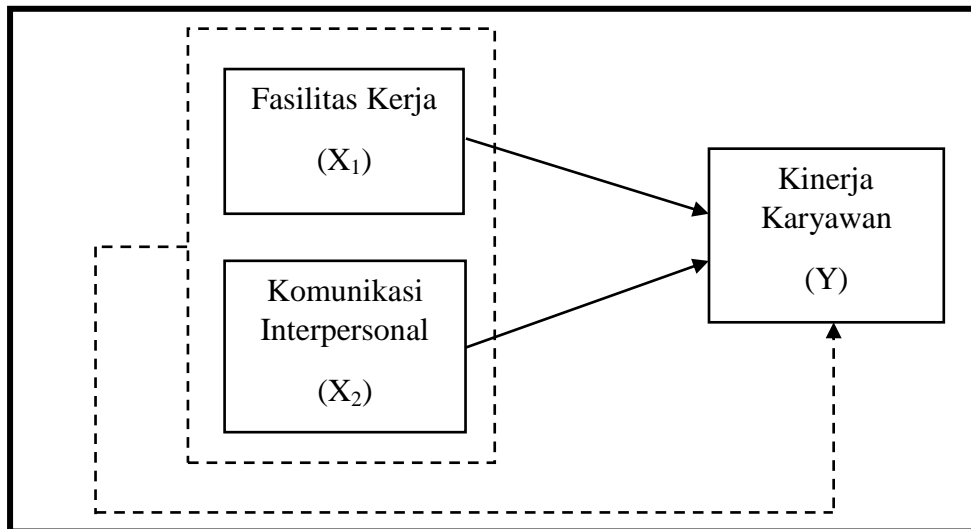 Fasilitas Kerja
(X₁)
Komunikasi
Interpersonal
(X₂)
Kinerja
Karyawan
(Y)